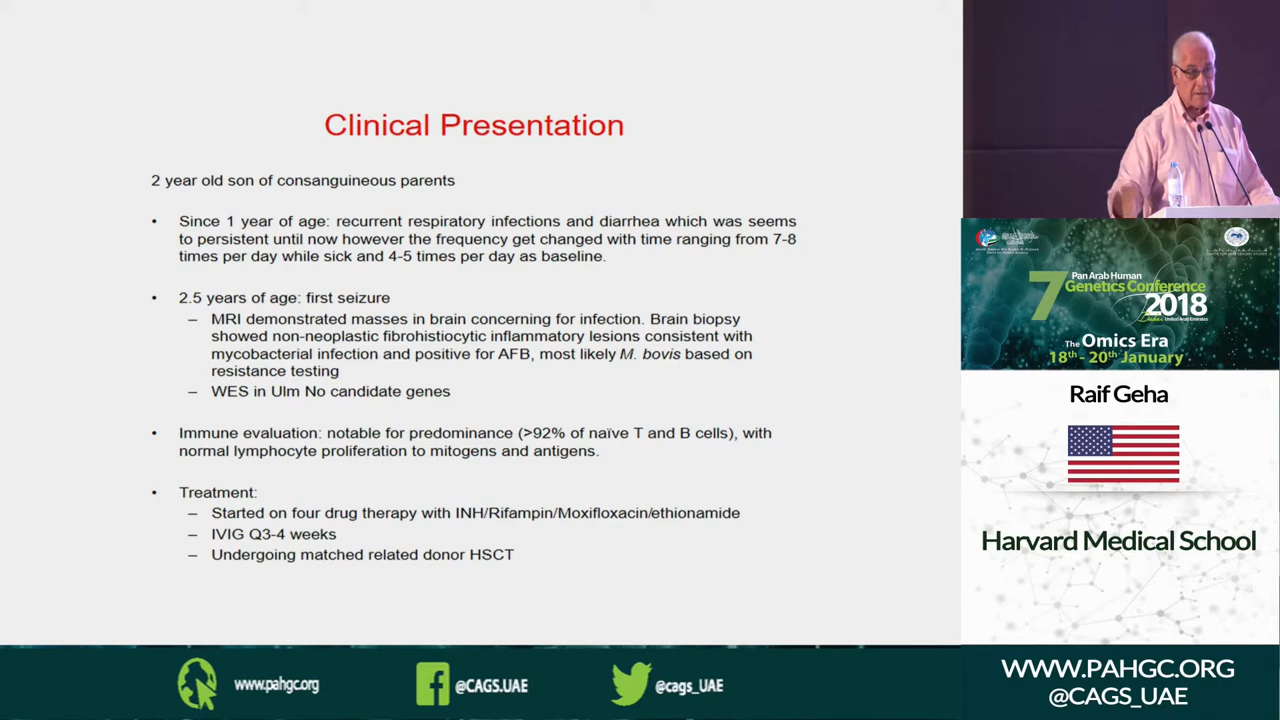 Clinical Presentation
2 year old son of consanguineous parents
• Since 1 year of age: recurrent respiratory infections and diarrhea which was seems
to persistent until now however the frequency get changed with time ranging from 7-8
times per day while sick and 4-5 times per day as baseline.
• 2.5 years of age: first seizure
– MRI demonstrated masses in brain concerning for infection. Brain biopsy
showed non-neoplastic fibrohistiocytic inflammatory lesions consistent with
mycobacterial infection and positive for AFB, most likely M. bovis based on
resistance testing
– WES in Ulm No candidate genes
• Immune evaluation: notable for predominance (>92% of naïve T and B cells), with
normal lymphocyte proliferation to mitogens and antigens.
• Treatment:
– Started on four drug therapy with INH/Rifampin/Moxifloxacin/ethionamide
– IVIG Q3-4 weeks
– Undergoing matched related donor HSCT
7
Pan Arab Human
Genetics Conference
2018
Dubai United Arab Emirates
The Omics Era
18th - 20th January
Raif Geha
Harvard Medical School
WWW.PAHGC.ORG
@CAGS_UAE
www.pahgc.org
@CAGS.UAE
@cags_UAE